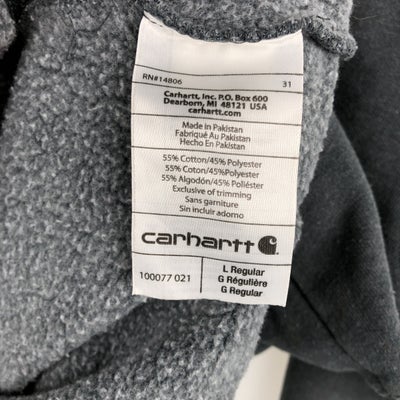 RN#14806 31
Carhartt, Inc. P.O. Box 600
Dearborn, MI 48121 USA
carhartt.com
Made in Pakistan
Fabriqué Au Pakistan
Hecho En Pakistan
55% Cotton/45% Polyester
55% Coton/45% Polyester
55% Algodón/45% Poliéster
Exclusive of trimming
Sans garniture
Sin incluir adorno
carhartt
100077 021
L Regular
G Régulière
G Regular